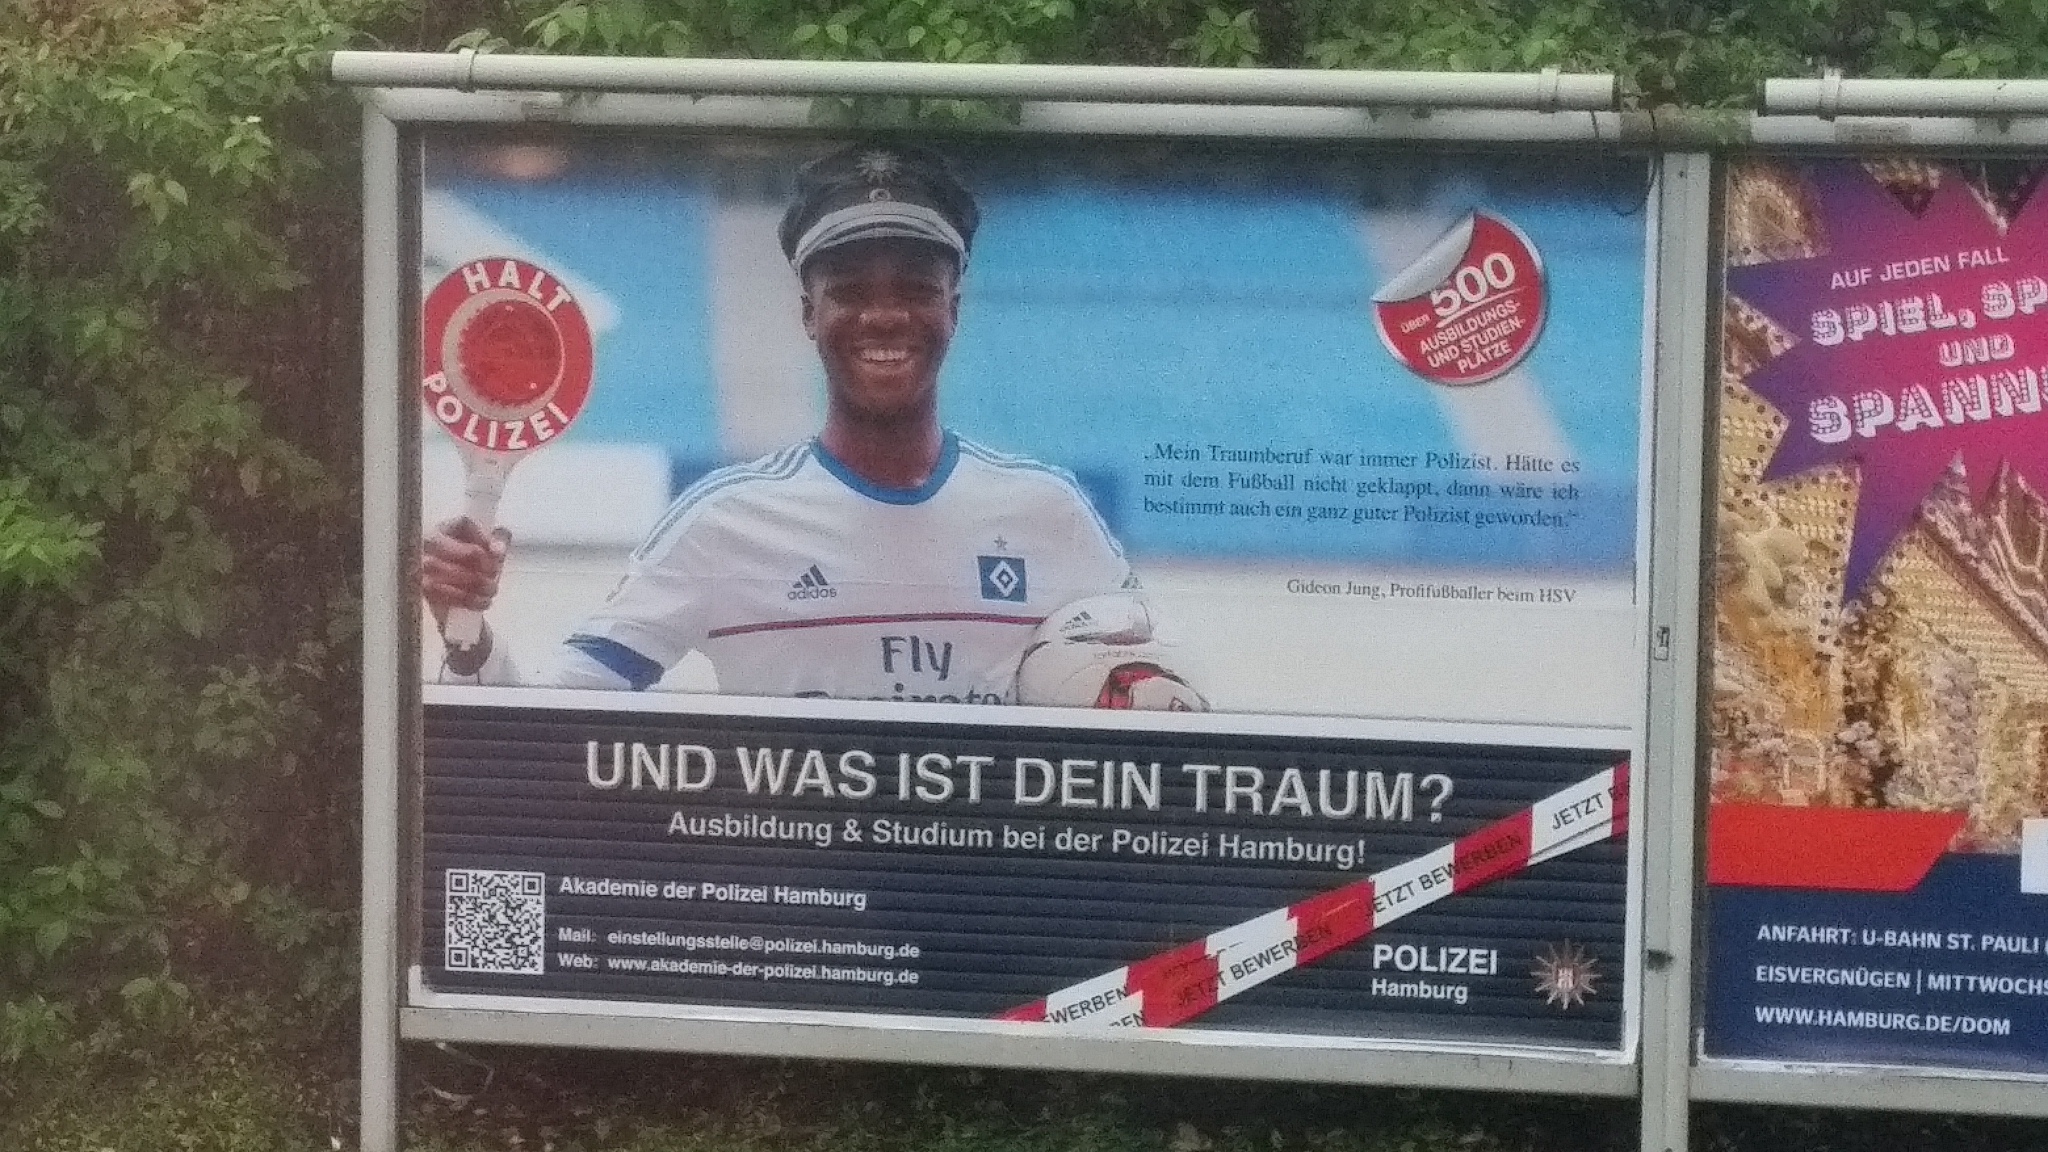 HALT
POLIZEI
ÜBER 500
AUSBILDUNGS-
UND STUDIEN-
PLÄTZE
„Mein Traumberuf war immer Polizist. Hätte es
mit dem Fußball nicht geklappt, dann wäre ich
bestimmt auch ein ganz guter Polizist geworden.“
Gideon Jung, Profifußballer beim HSV
adidas
Fly
UND WAS IST DEIN TRAUM?
Ausbildung & Studium bei der Polizei Hamburg!
Akademie der Polizei Hamburg
Mail: einstellungsstelle@polizei.hamburg.de
Web: www.akademie-der-polizei.hamburg.de
JETZT
JETZT BEWERBEN
JETZT BEWERBEN
POLIZEI
Hamburg
AUF JEDEN FALL
SPIEL, SP
UND
SPANN
ANFAHRT: U-BAHN ST. PAULI
EISVERGNÜGEN | MITTWOCHS
WWW.HAMBURG.DE/DOM